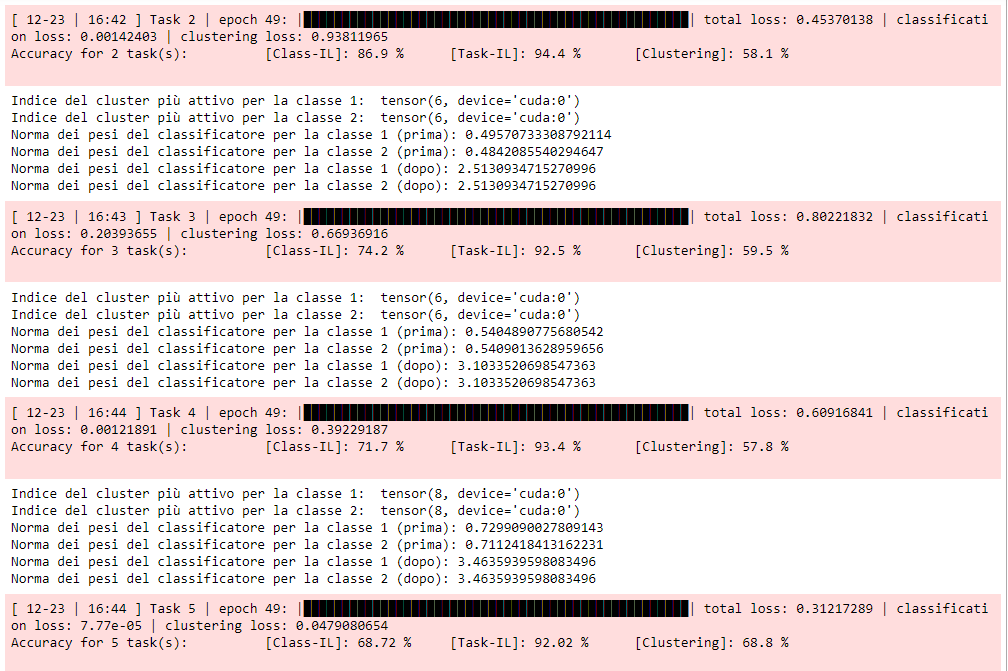 [ 12-23 | 16:42 ] Task 2 | epoch 49: || total loss: 0.45370138 | classificati
on loss: 0.00142403 | clustering loss: 0.93811965
Accuracy for 2 task(s): [Class-IL]: 86.9 % [Task-IL]: 94.4 % [Clustering]: 58.1 %
Indice del cluster più attivo per la classe 1: tensor(6, device='cuda:0')
Indice del cluster più attivo per la classe 2: tensor(6, device='cuda:0')
Norma dei pesi del classificatore per la classe 1 (prima): 0.49570733308792114
Norma dei pesi del classificatore per la classe 2 (prima): 0.4842085540294647
Norma dei pesi del classificatore per la classe 1 (dopo): 2.5130934715270996
Norma dei pesi del classificatore per la classe 2 (dopo): 2.5130934715270996
[ 12-23 | 16:43 ] Task 3 | epoch 49: || total loss: 0.80221832 | classificati
on loss: 0.20393655 | clustering loss: 0.66936916
Accuracy for 3 task(s): [Class-IL]: 74.2 % [Task-IL]: 92.5 % [Clustering]: 59.5 %
Indice del cluster più attivo per la classe 1: tensor(6, device='cuda:0')
Indice del cluster più attivo per la classe 2: tensor(6, device='cuda:0')
Norma dei pesi del classificatore per la classe 1 (prima): 0.5404890775680542
Norma dei pesi del classificatore per la classe 2 (prima): 0.5409013628959656
Norma dei pesi del classificatore per la classe 1 (dopo): 3.1033520698547363
Norma dei pesi del classificatore per la classe 2 (dopo): 3.1033520698547363
[ 12-23 | 16:44 ] Task 4 | epoch 49: || total loss: 0.60916841 | classificati
on loss: 0.00121891 | clustering loss: 0.39229187
Accuracy for 4 task(s): [Class-IL]: 71.7 % [Task-IL]: 93.4 % [Clustering]: 57.8 %
Indice del cluster più attivo per la classe 1: tensor(8, device='cuda:0')
Indice del cluster più attivo per la classe 2: tensor(8, device='cuda:0')
Norma dei pesi del classificatore per la classe 1 (prima): 0.7299090027809143
Norma dei pesi del classificatore per la classe 2 (prima): 0.7112418413162231
Norma dei pesi del classificatore per la classe 1 (dopo): 3.4635939598083496
Norma dei pesi del classificatore per la classe 2 (dopo): 3.4635939598083496
[ 12-23 | 16:44 ] Task 5 | epoch 49: || total loss: 0.31217289 | classificati
on loss: 7.77e-05 | clustering loss: 0.0479080654
Accuracy for 5 task(s): [Class-IL]: 68.72 % [Task-IL]: 92.02 % [Clustering]: 68.8 %